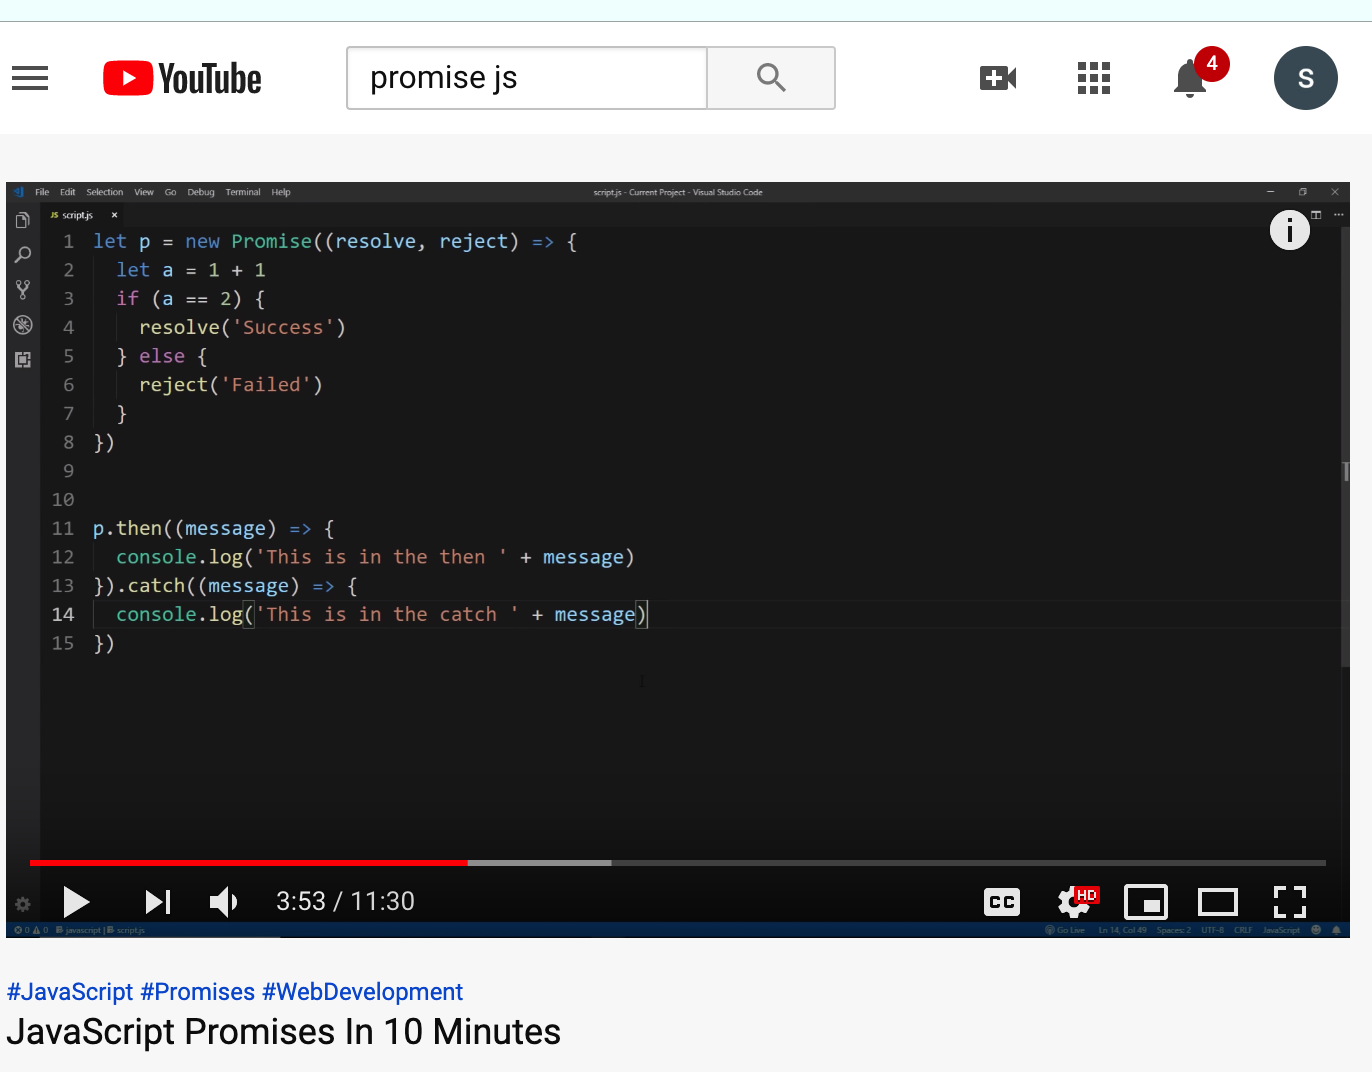 YouTube
promise js
4
S
File Edit Selection View Go Debug Terminal Help
script.js - Current Project - Visual Studio Code
JS script.js ×
1 let p = new Promise((resolve, reject) => {
2 let a = 1 + 1
3 if (a == 2) {
4 resolve('Success')
5 } else {
6 reject('Failed')
7 }
8 })
9
10
11 p.then((message) => {
12 console.log('This is in the then ' + message)
13 }).catch((message) => {
14 console.log('This is in the catch ' + message)
15 })
3:53 / 11:30
CC
HD
0 0 javascript | script.js
Go Live Ln 14, Col 49 Spaces: 2 UTF-8 CRLF JavaScript
#JavaScript #Promises #WebDevelopment
JavaScript Promises In 10 Minutes